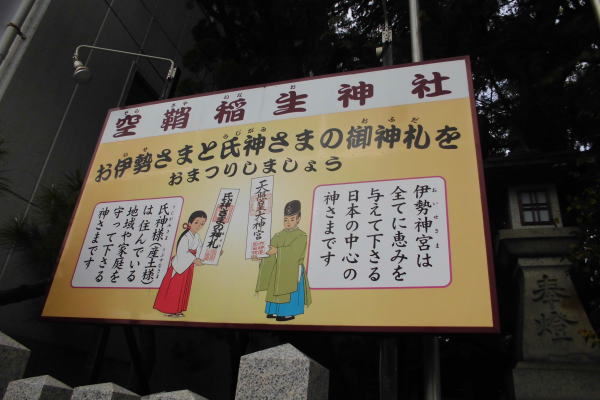 空鞘稲生神社
お伊勢さまと氏神さまの御神札を
おまつりしましょう
伊勢神宮は
全てに恵みを
与えて下さる
日本の中心の
神さまです
天照皇大神宮
氏神さまの神札
氏神様(産土様)
は住んでいる
地域や家庭を
守って下さる
神さまです
奉燈